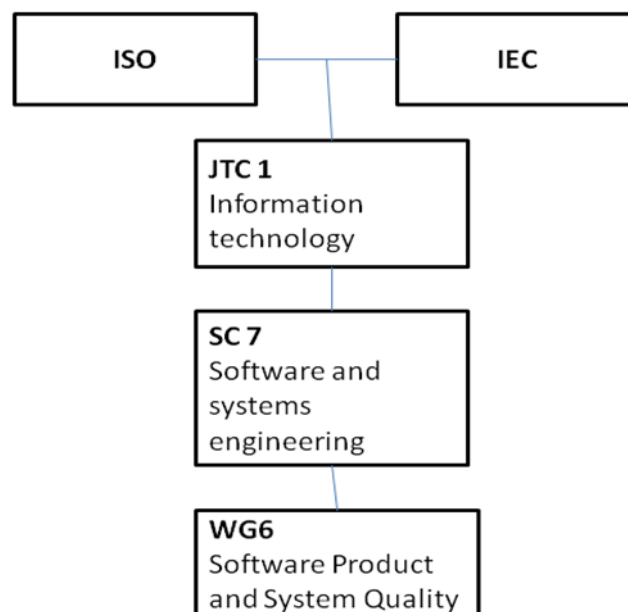 ISO
IEC
JTC 1
Information
technology
SC 7
Software and
systems
engineering
WG6
Software Product
and System Quality